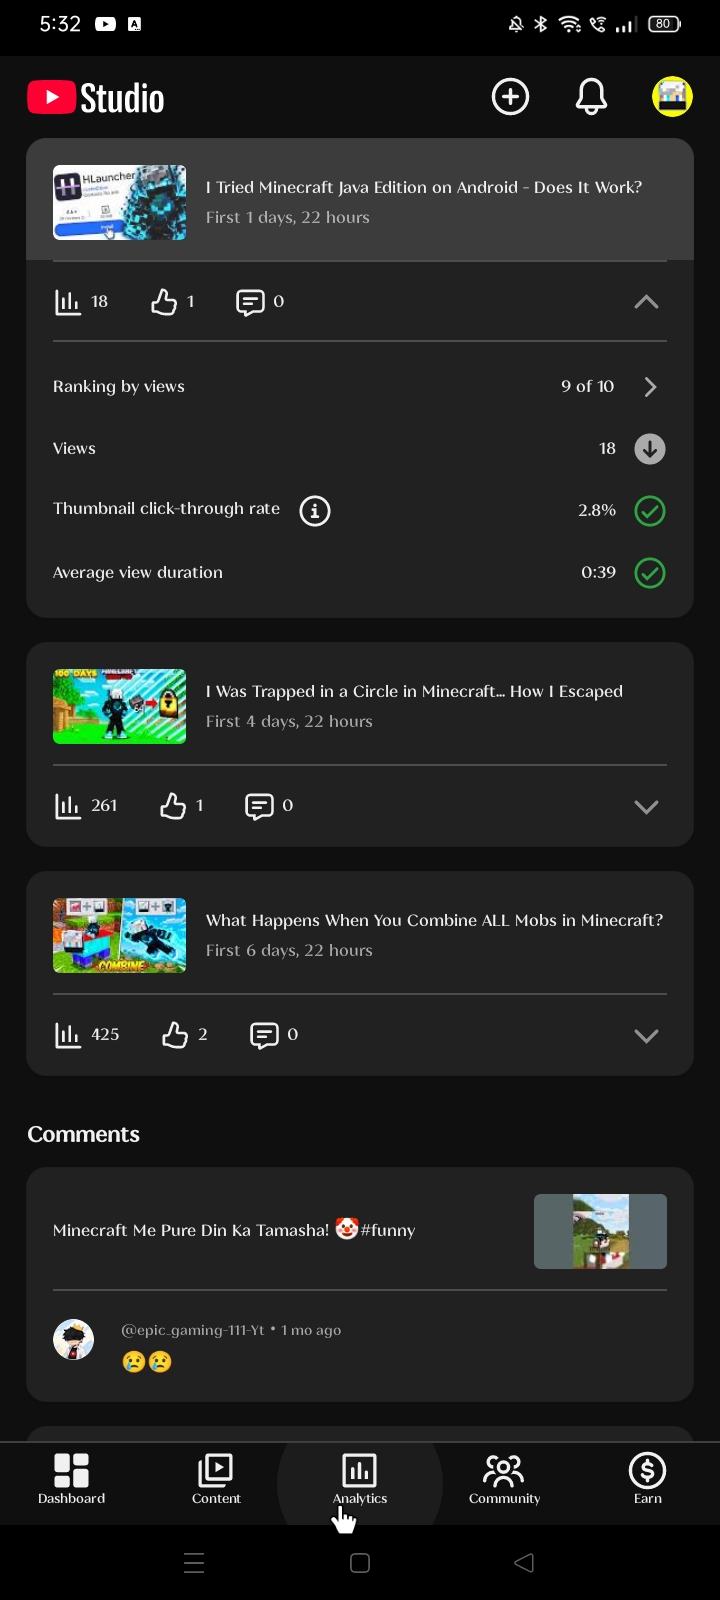 5:32
80
Studio
HLauncher
I Tried Minecraft Java Edition on Android - Does It Work?
First 1 days, 22 hours
18 1 0
Ranking by views 9 of 10
Views 18
Thumbnail click-through rate 2.8%
Average view duration 0:39
100 DAYS
I Was Trapped in a Circle in Minecraft... How I Escaped
First 4 days, 22 hours
261 1 0
COMBINE
What Happens When You Combine ALL Mobs in Minecraft?
First 6 days, 22 hours
425 2 0
Comments
Minecraft Me Pure Din Ka Tamasha! 🤡#funny
@epic_gaming-111-Yt • 1 mo ago
😢😢
Dashboard Content Analytics Community Earn